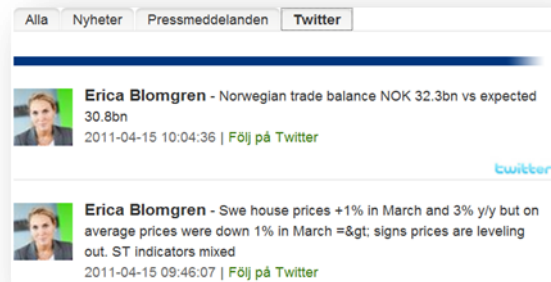 Alla Nyheter Pressmeddelanden Twitter
Erica Blomgren - Norwegian trade balance NOK 32.3bn vs expected
30.8bn
2011-04-15 10:04:36 | Följ på Twitter
twitter
Erica Blomgren - Swe house prices +1% in March and 3% y/y but on
average prices were down 1% in March =&gt; signs prices are leveling
out. ST indicators mixed
2011-04-15 09:46:07 | Följ på Twitter